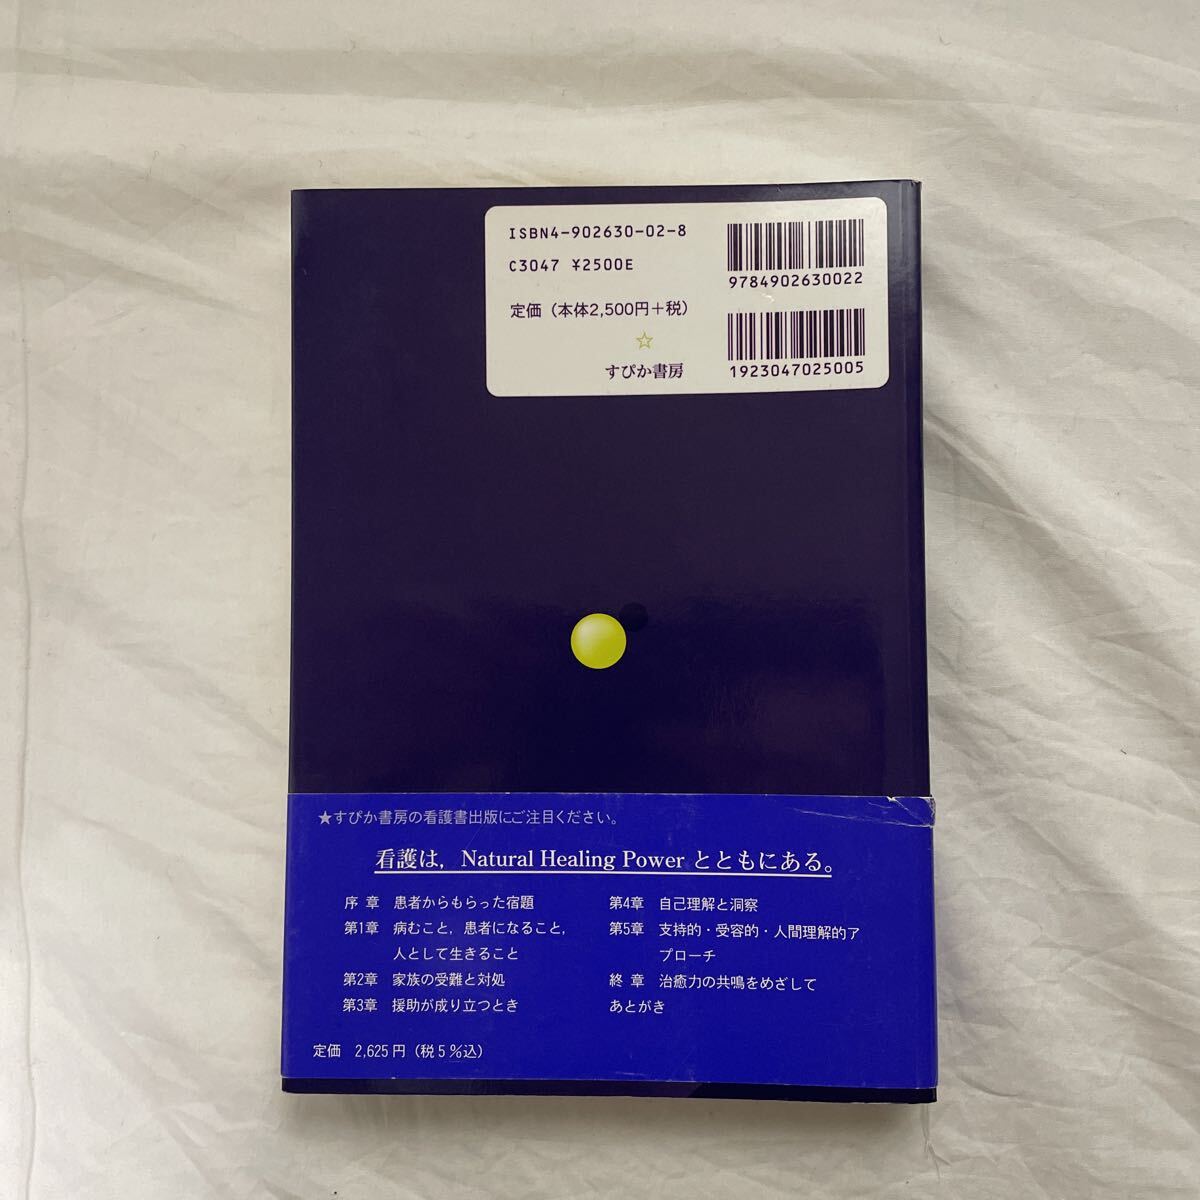 ISBN4-902630-02-8
C3047 ¥2500E
定価（本体2,500円＋税）
☆
すぴか書房
9784902630022
1923047025005
★すぴか書房の看護書出版にご注目ください。
看護は，Natural Healing Power とともにある。
序 章 患者からもらった宿題
第1章 病むこと，患者になること，
人として生きること
第2章 家族の受難と対処
第3章 援助が成り立つとき
第4章 自己理解と洞察
第5章 支持的・受容的・人間理解的ア
プローチ
終 章 治癒力の共鳴をめざして
あとがき
定価 2,625円（税5％込）